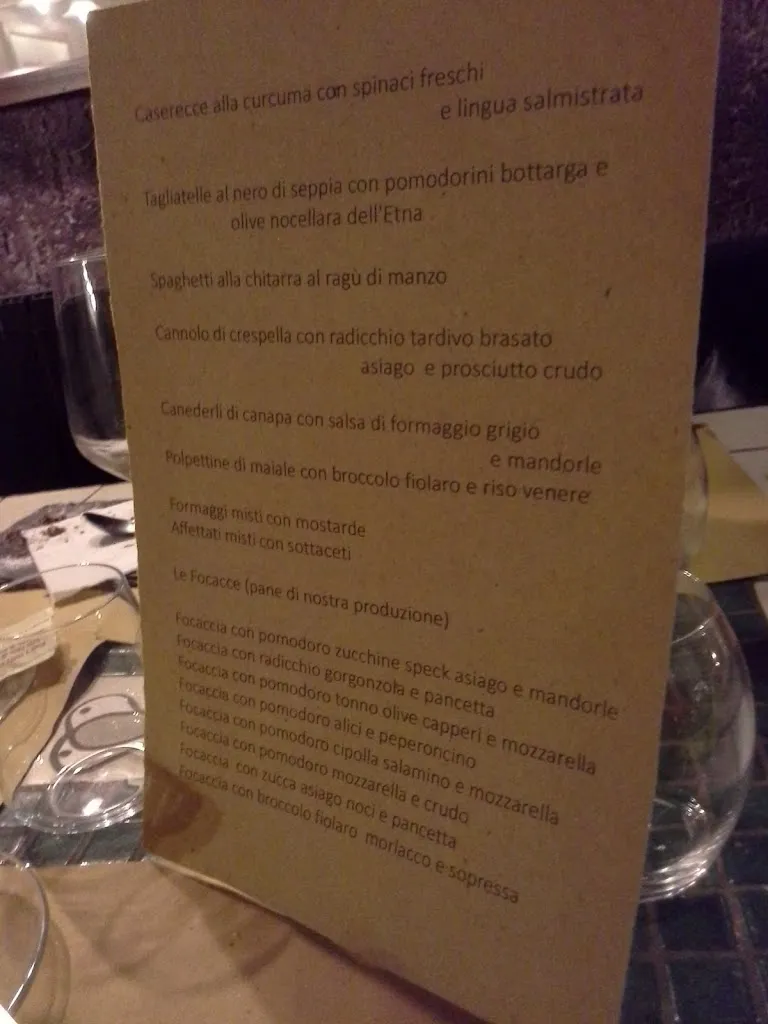 Caserecce alla curcuma con spinaci freschi
e lingua salmistrata
Tagliatelle al nero di seppia con pomodorini bottarga e
olive nocellara dell'Etna
Spaghetti alla chitarra al ragù di manzo
Cannolo di crespella con radicchio tardivo brasato
asiago e prosciutto crudo
Canederli di canapa con salsa di formaggio grigio
e mandorle
Polpettine di maiale con broccolo fiolaro e riso venere
Formaggi misti con mostarde
Affettati misti con sottaceti
Le Focacce (pane di nostra produzione)
Focaccia con pomodoro zucchine speck asiago e mandorle
Focaccia con radicchio gorgonzola e pancetta
Focaccia con pomodoro tonno olive capperi e mozzarella
Focaccia con pomodoro alici e peperoncino
Focaccia con pomodoro cipolla salamino e mozzarella
Focaccia con pomodoro mozzarella e crudo
Focaccia con zucca asiago noci e pancetta
Focaccia con broccolo fiolaro morlacco e sopressa